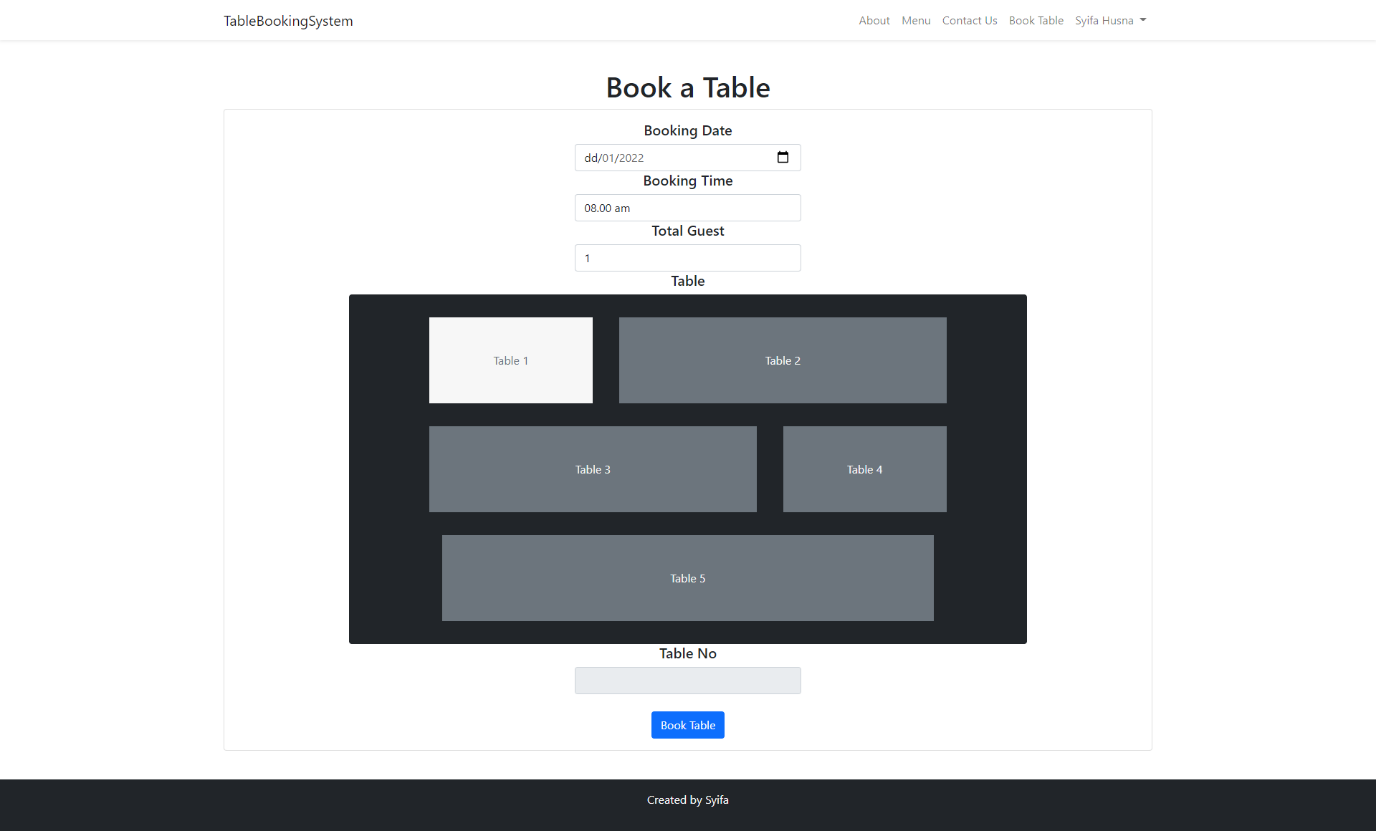 TableBookingSystem About Menu Contact Us Book Table Syifa Husna
Book a Table
Booking Date
dd/01/2022
Booking Time
08.00 am
Total Guest
1
Table
Table 1 Table 2
Table 3 Table 4
Table 5
Table No
Book Table
Created by Syifa